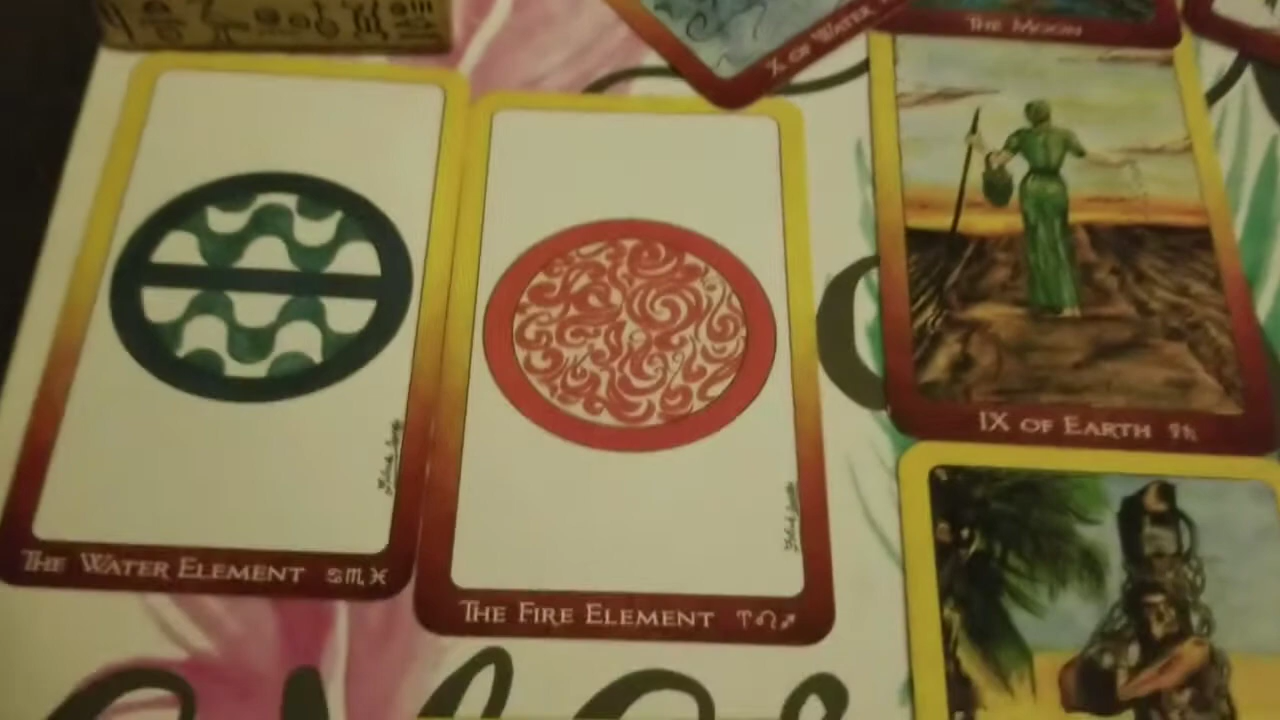 X OF WATER
THE MOON
IX OF EARTH ☿♄
THE WATER ELEMENT ♋♏♓
THE FIRE ELEMENT ♈♌♐